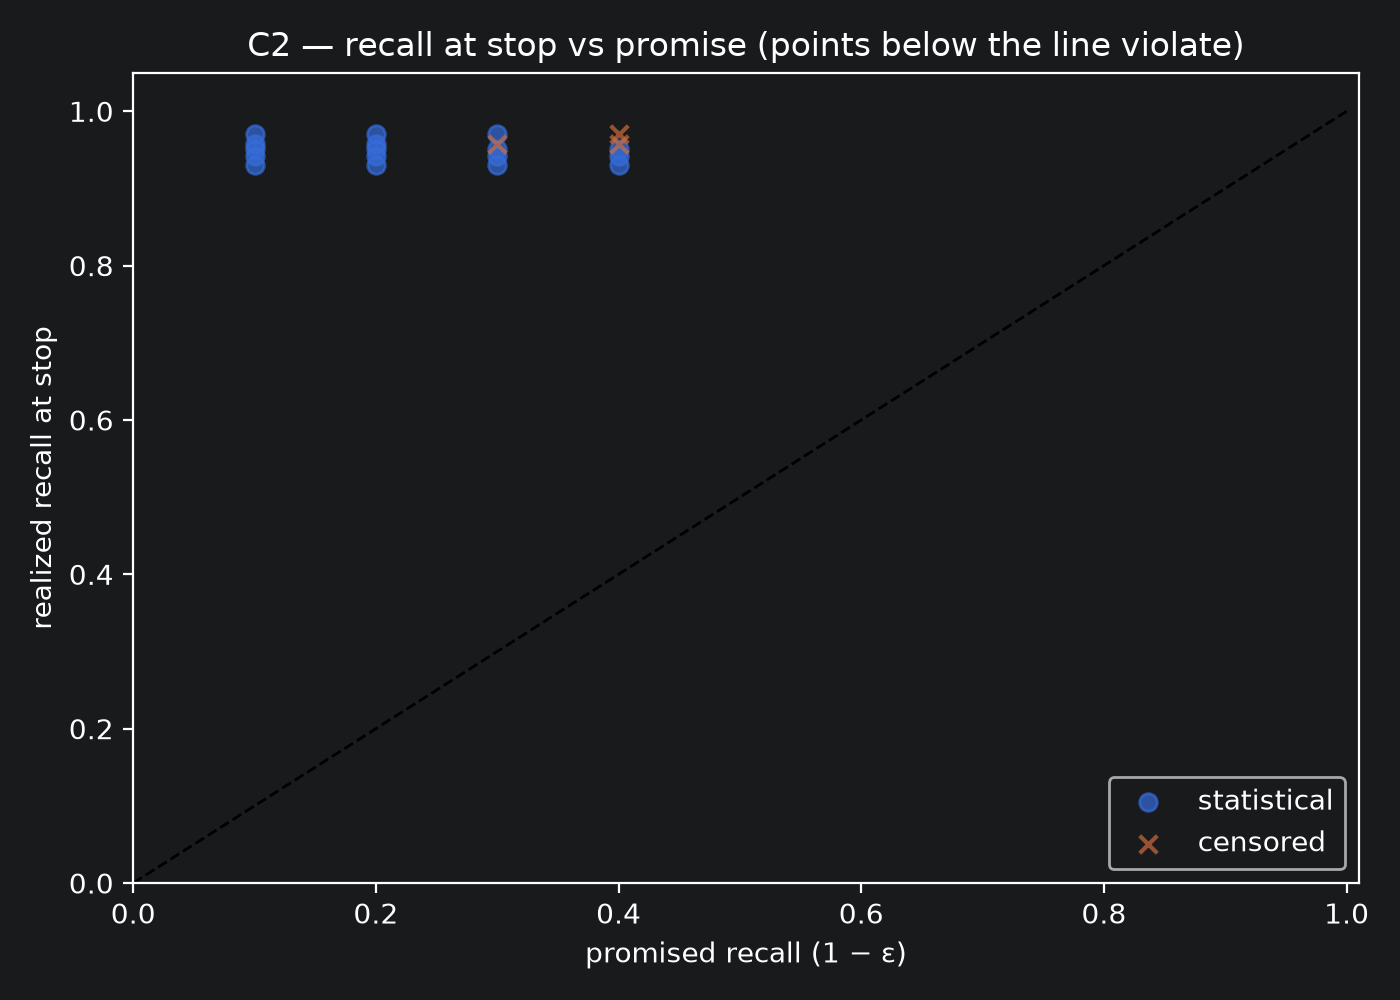 C2 — recall at stop vs promise (points below the line violate)
1.0
0.8
0.6
0.4
0.2
0.0
realized recall at stop
0.0 0.2 0.4 0.6 0.8 1.0
promised recall (1 − ε)
statistical
censored